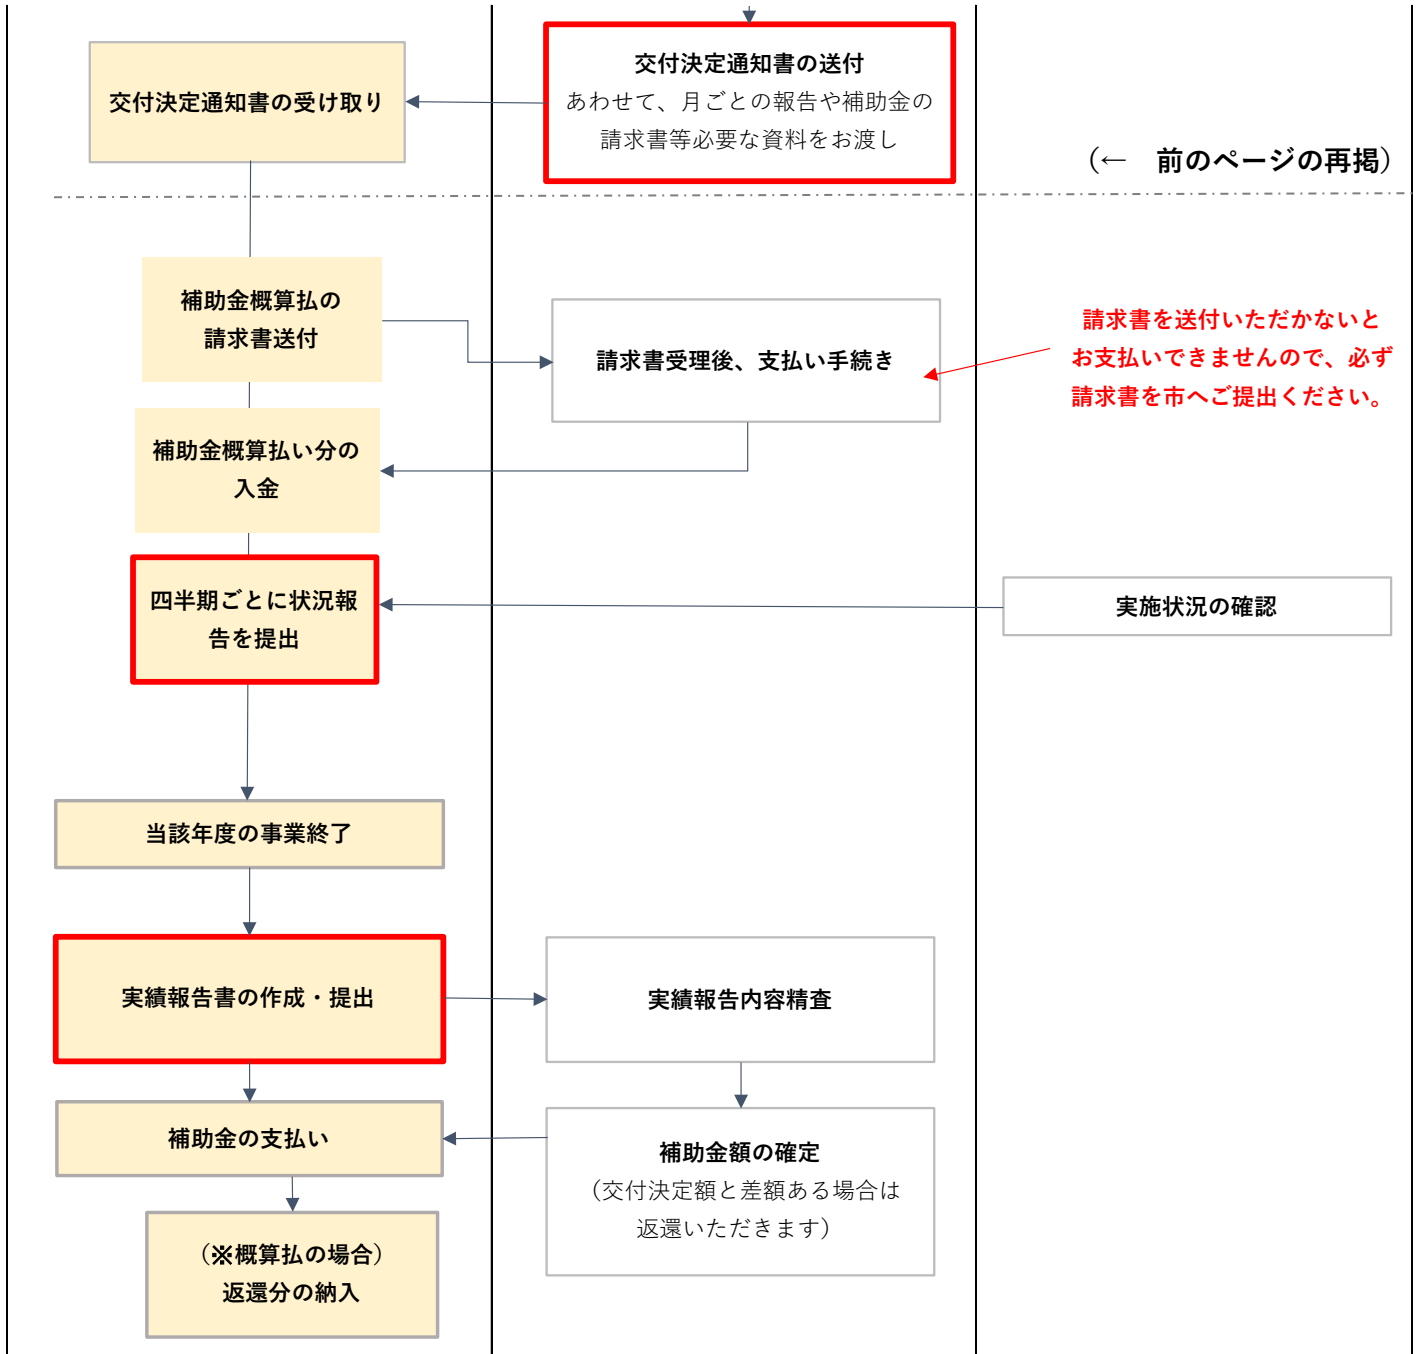 交付決定通知書の送付
あわせて、月ごとの報告や補助金の
請求書等必要な資料をお渡し
交付決定通知書の受け取り
(← 前のページの再掲)
補助金概算払の
請求書送付
請求書受理後、支払い手続き
請求書を送付いただかないと
お支払いできませんので、必ず
請求書を市へご提出ください。
補助金概算払い分の
入金
四半期ごとに状況報
告を提出
実施状況の確認
当該年度の事業終了
実績報告書の作成・提出
実績報告内容精査
補助金の支払い
補助金額の確定
(交付決定額と差額ある場合は
返還いただきます)
(※概算払の場合)
返還分の納入